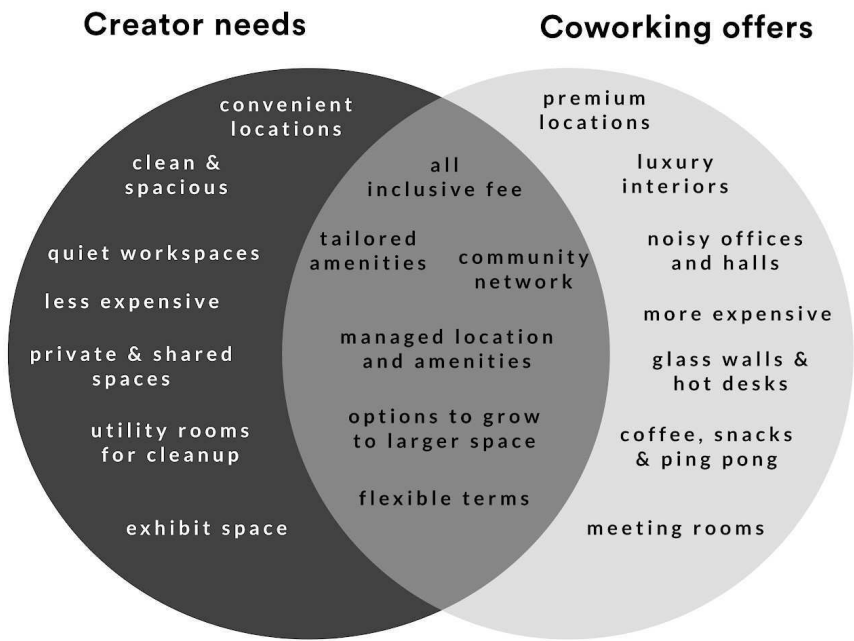 Creator needs
Coworking offers
convenient
locations
clean &
spacious
quiet workspaces
less expensive
private & shared
spaces
utility rooms
for cleanup
exhibit space
all
inclusive fee
tailored
amenities
community
network
managed location
and amenities
options to grow
to larger space
flexible terms
premium
locations
luxury
interiors
noisy offices
and halls
more expensive
glass walls &
hot desks
coffee, snacks
& ping pong
meeting rooms